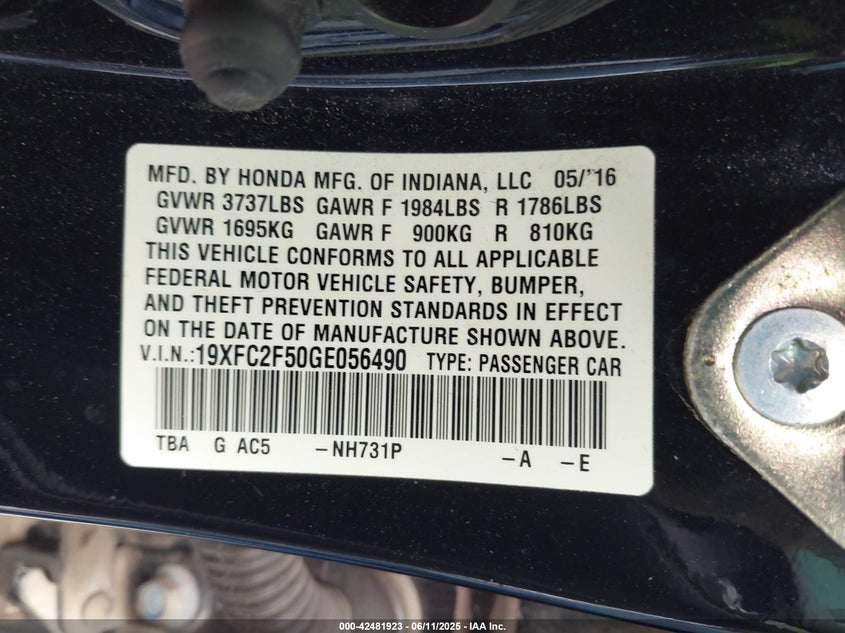 MFD. BY HONDA MFG. OF INDIANA, LLC 05/'16
GVWR 3737LBS GAWR F 1984LBS R 1786LBS
GVWR 1695KG GAWR F 900KG R 810KG
THIS VEHICLE CONFORMS TO ALL APPLICABLE
FEDERAL MOTOR VEHICLE SAFETY, BUMPER,
AND THEFT PREVENTION STANDARDS IN EFFECT
ON THE DATE OF MANUFACTURE SHOWN ABOVE.
V.I.N.:19XFC2F50GE056490 TYPE: PASSENGER CAR
TBA G AC5 -NH731P -A -E
000-42481923 - 06/11/2025 - IAA Inc.